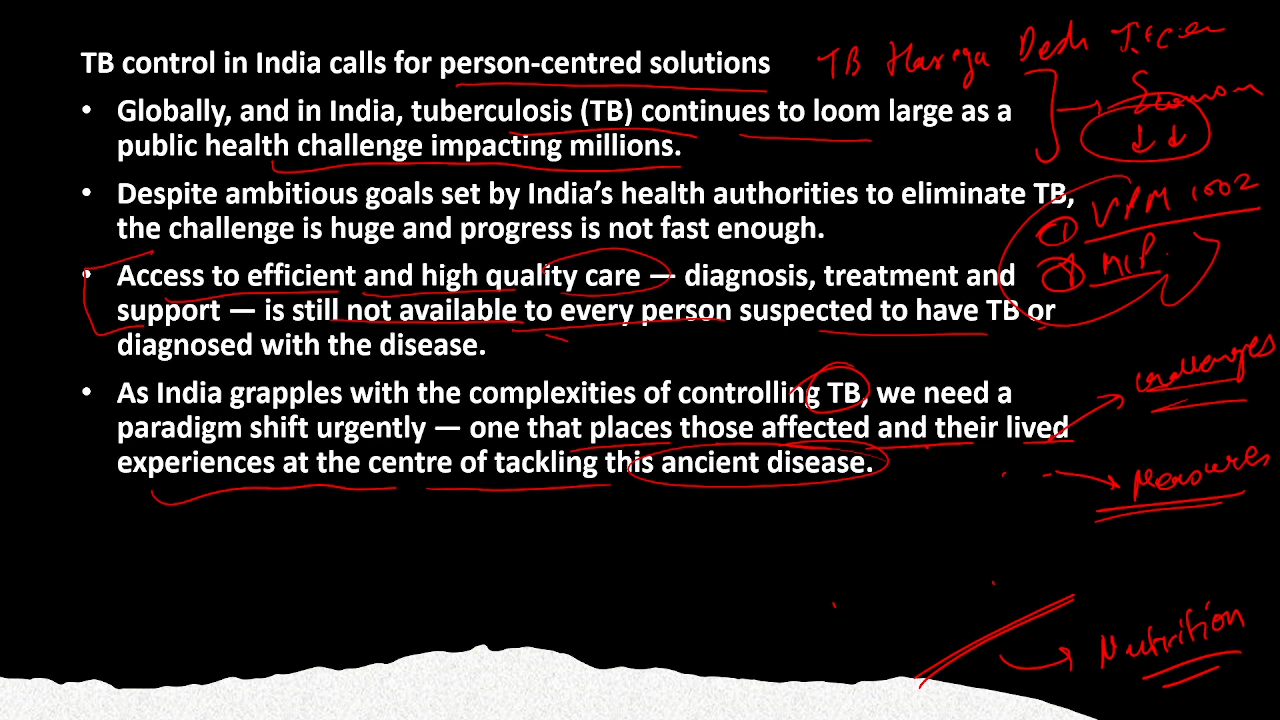 TB control in India calls for person-centred solutions
TB Harega Desh
• Globally, and in India, tuberculosis (TB) continues to loom large as a
public health challenge impacting millions.
• Despite ambitious goals set by India’s health authorities to eliminate TB,
the challenge is huge and progress is not fast enough.
① VPM 1002
② MIP
• Access to efficient and high quality care — diagnosis, treatment and
support — is still not available to every person suspected to have TB or
diagnosed with the disease.
• As India grapples with the complexities of controlling TB, we need a
paradigm shift urgently — one that places those affected and their lived
experiences at the centre of tackling this ancient disease.
Challenges
Measures
Nutrition